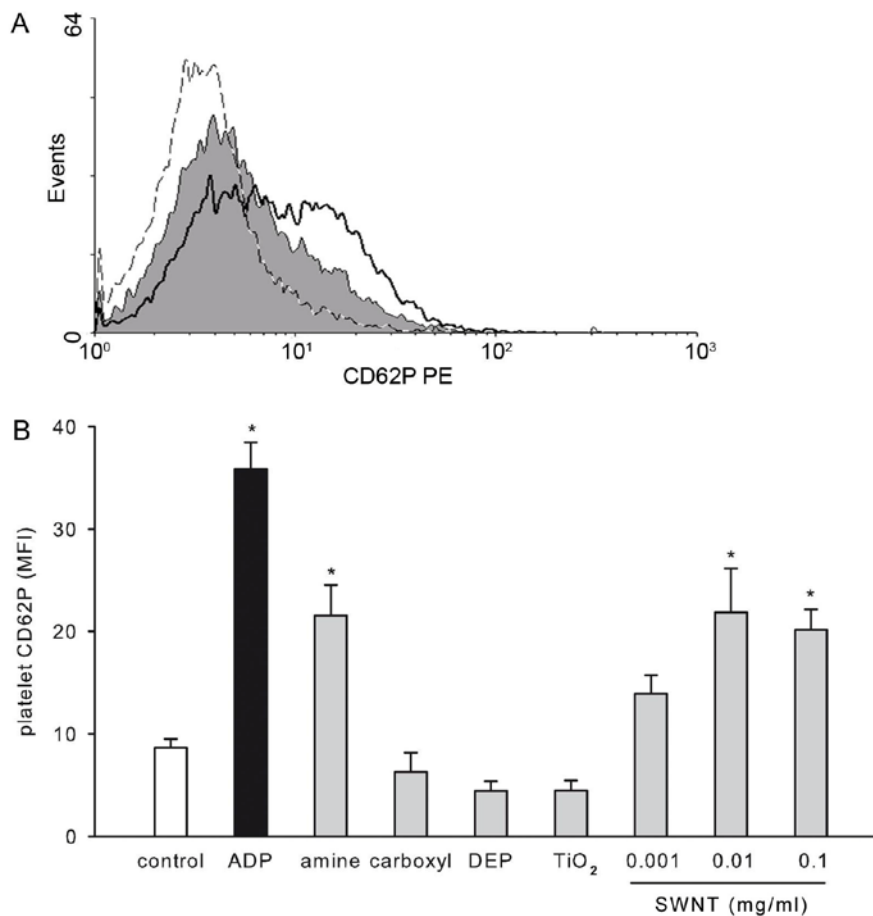 A
64
Events
0
10⁰ 10¹ 10² 10³
CD62P PE
B
40
30
20
10
0
platelet CD62P (MFI)
* * * *
control ADP amine carboxyl DEP TiO₂ 0.001 0.01 0.1
SWNT (mg/ml)